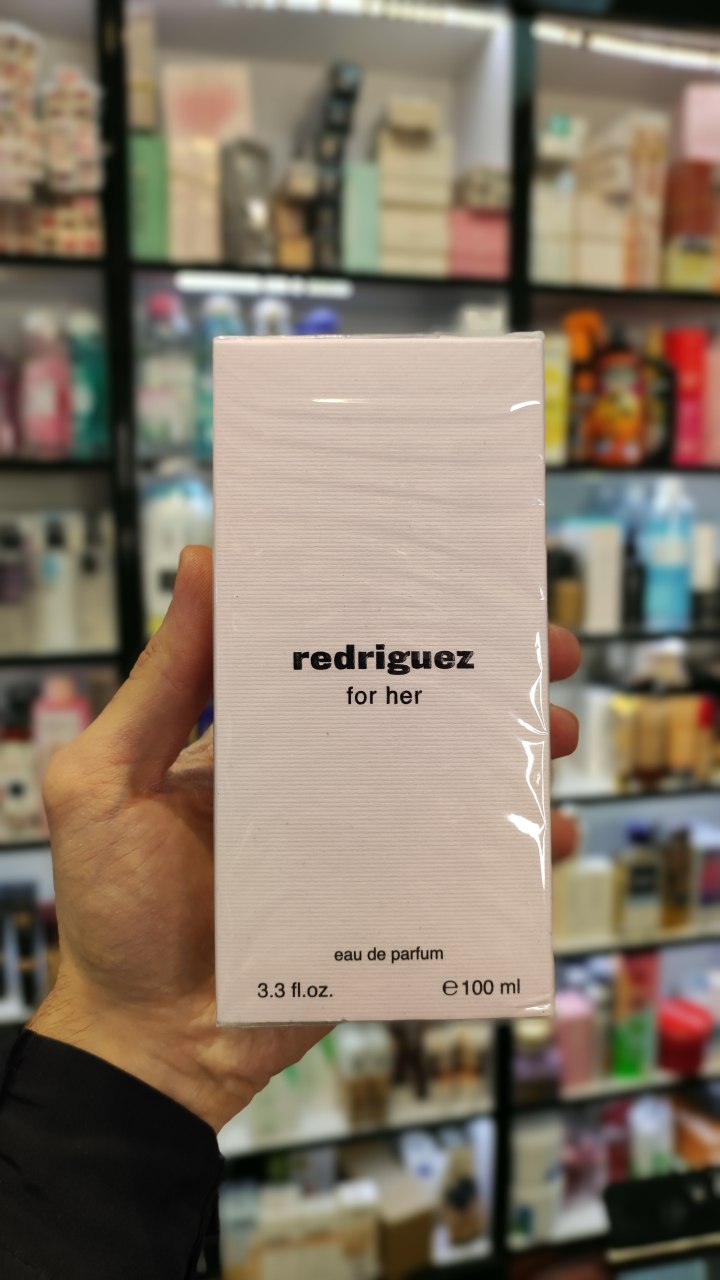 redriguez
for her
eau de parfum
3.3 fl.oz. ℮100 ml